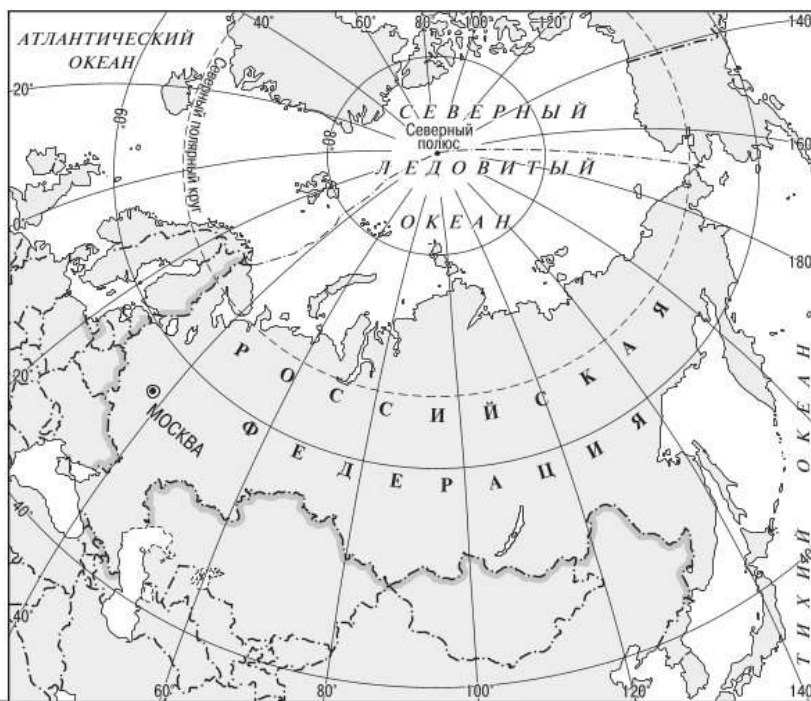 40° 80° 100° 120° 140°
АТЛАНТИЧЕСКИЙ
ОКЕАН
20°
60°
Северный полярный круг
80°
СЕВЕРНЫЙ
Северный
полюс
ЛЕДОВИТЫЙ
ОКЕАН
160°
180°
20°
РОССИЙСКАЯ
ФЕДЕРАЦИЯ
МОСКВА
ТИХИЙ ОКЕАН
40°
40°
60° 80° 100° 120° 140°